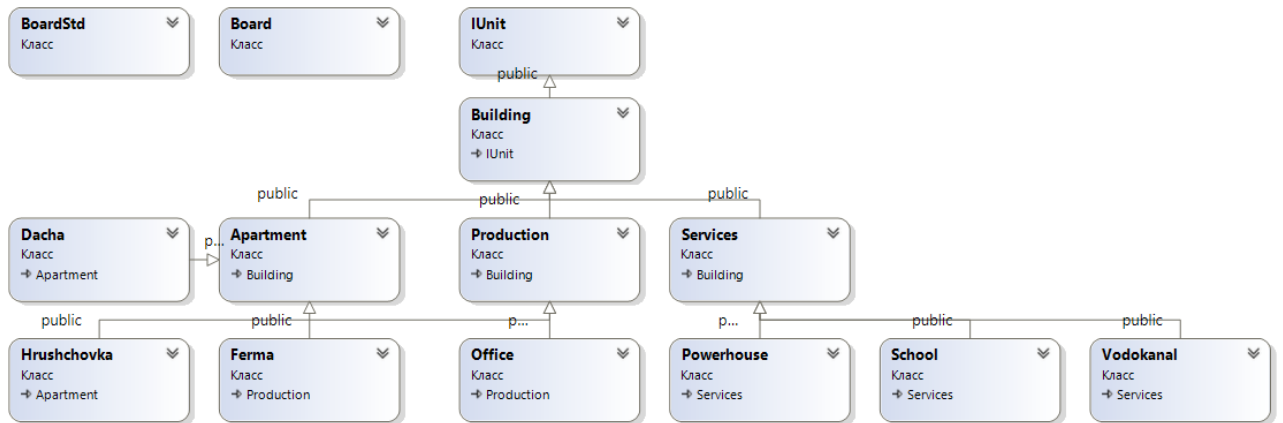 BoardStd
Класс
Board
Класс
IUnit
Класс
public
Building
Класс
IUnit
public
public
public
Dacha
Класс
Apartment
p...
Apartment
Класс
Building
Production
Класс
Building
Services
Класс
Building
public
public
p...
p...
public
public
Hrushchovka
Класс
Apartment
Ferma
Класс
Production
Office
Класс
Production
Powerhouse
Класс
Services
School
Класс
Services
Vodokanal
Класс
Services